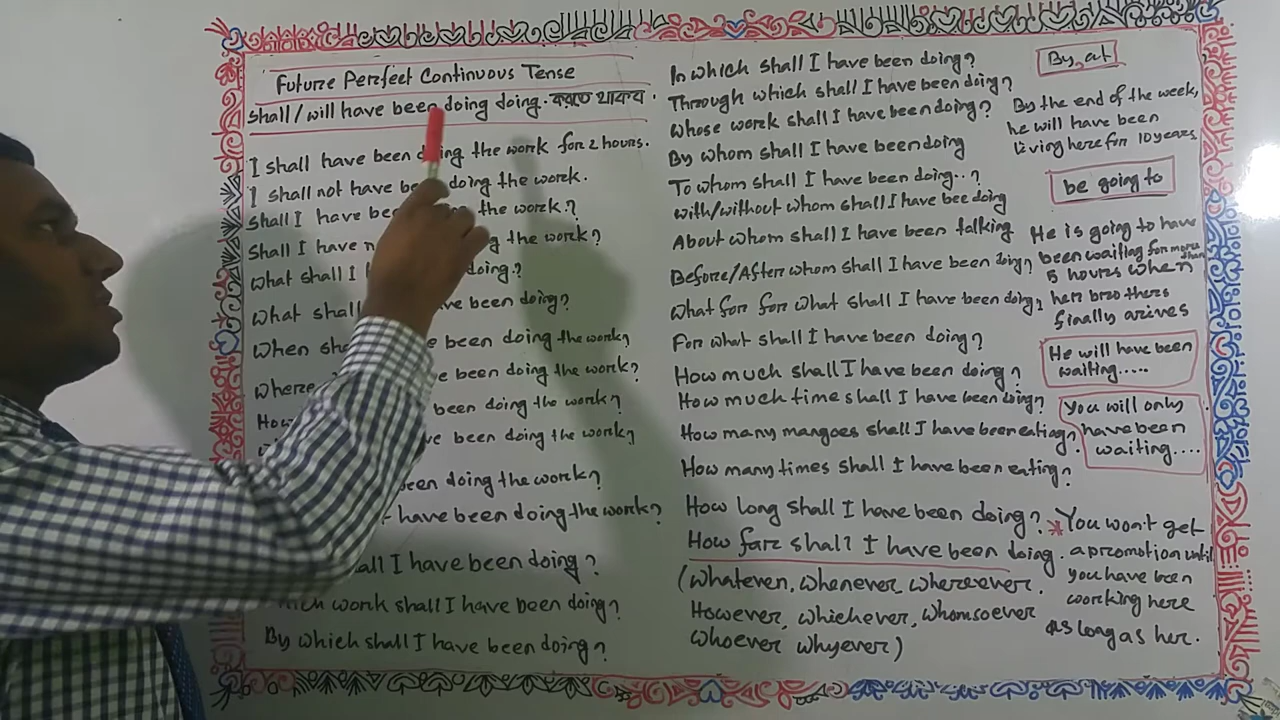 Future Perfect Continuous Tense
shall / will have been doing doing. করতে থাকব.
I shall have been doing the work for 2 hours.
I shall not have been doing the work.
Shall I have been the work?
Shall I have the work?
what shall I doing?
what shall have been doing?
When have been doing the work?
where have been doing the work?
How been doing the work?
have been doing the work?
been doing the work?
I have been doing the work?
shall I have been doing?
which work shall I have been doing?
By which shall I have been doing?
In which shall I have been doing?
Through which shall I have been doing?
Whose work shall I have been doing?
By whom shall I have been doing
To whom shall I have been doing..?
with/without whom shall I have bee doing
About whom shall I have been talking
Before/After whom shall I have been doing?
What for for what shall I have been doing?
For what shall I have been doing?
How much shall I have been doing?
How much time shall I have been doing?
How many mangoes shall I have been eating?
How many times shall I have been eating?
How long shall I have been doing?
How far shall I have been doing.
(Whatever, whenever, wherever.
However, whichever, whomsoever
whoever whyever)
By, at
By the end of the week,
he will have been
living here for 10 years.
be going to
He is going to have
been waiting for more than
5 hours when
her brothers
finally arives
He will have been
waiting.....
You will only
have been
waiting....
* You won't get
a promotion until
you have been
working here
as long as her.